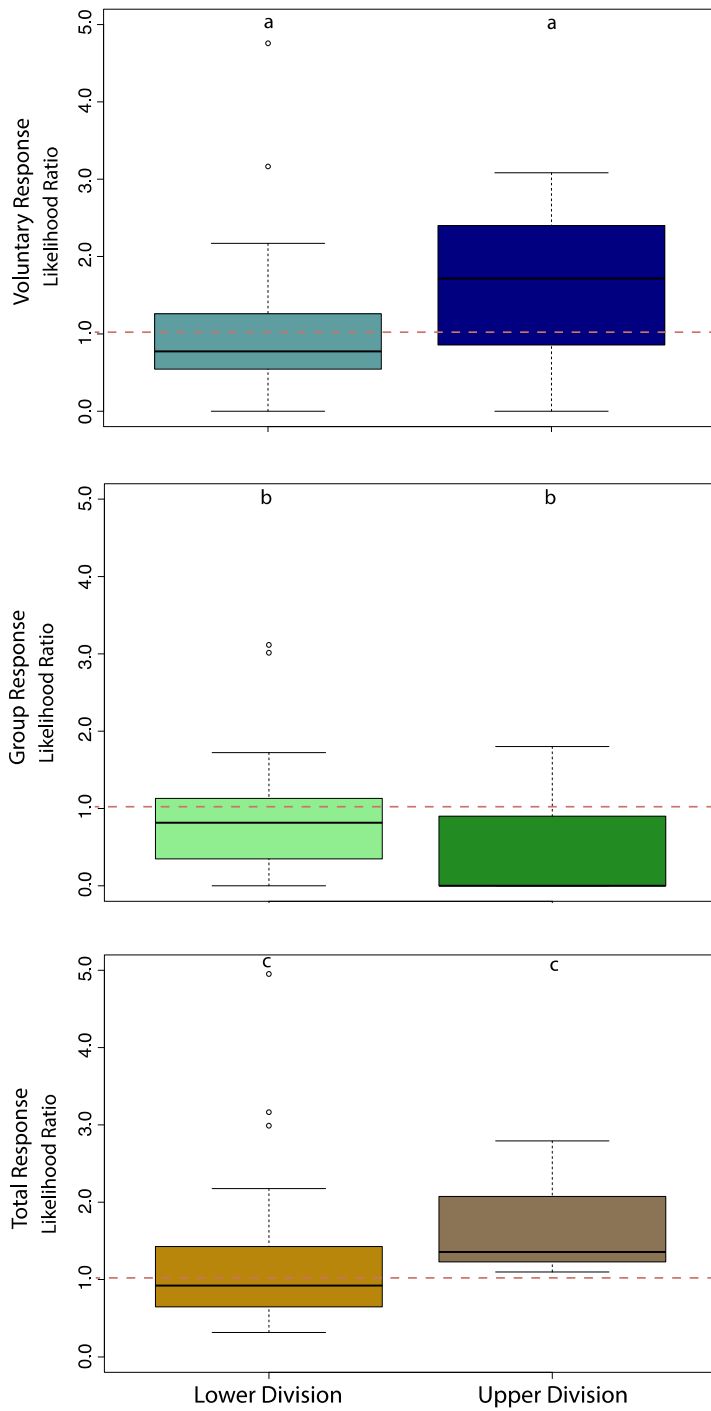 Voluntary Response
Likelihood Ratio
5.0
4.0
3.0
2.0
1.0
0.0
a a
Group Response
Likelihood Ratio
5.0
4.0
3.0
2.0
1.0
0.0
b b
Total Response
Likelihood Ratio
5.0
4.0
3.0
2.0
1.0
0.0
c c
Lower Division Upper Division